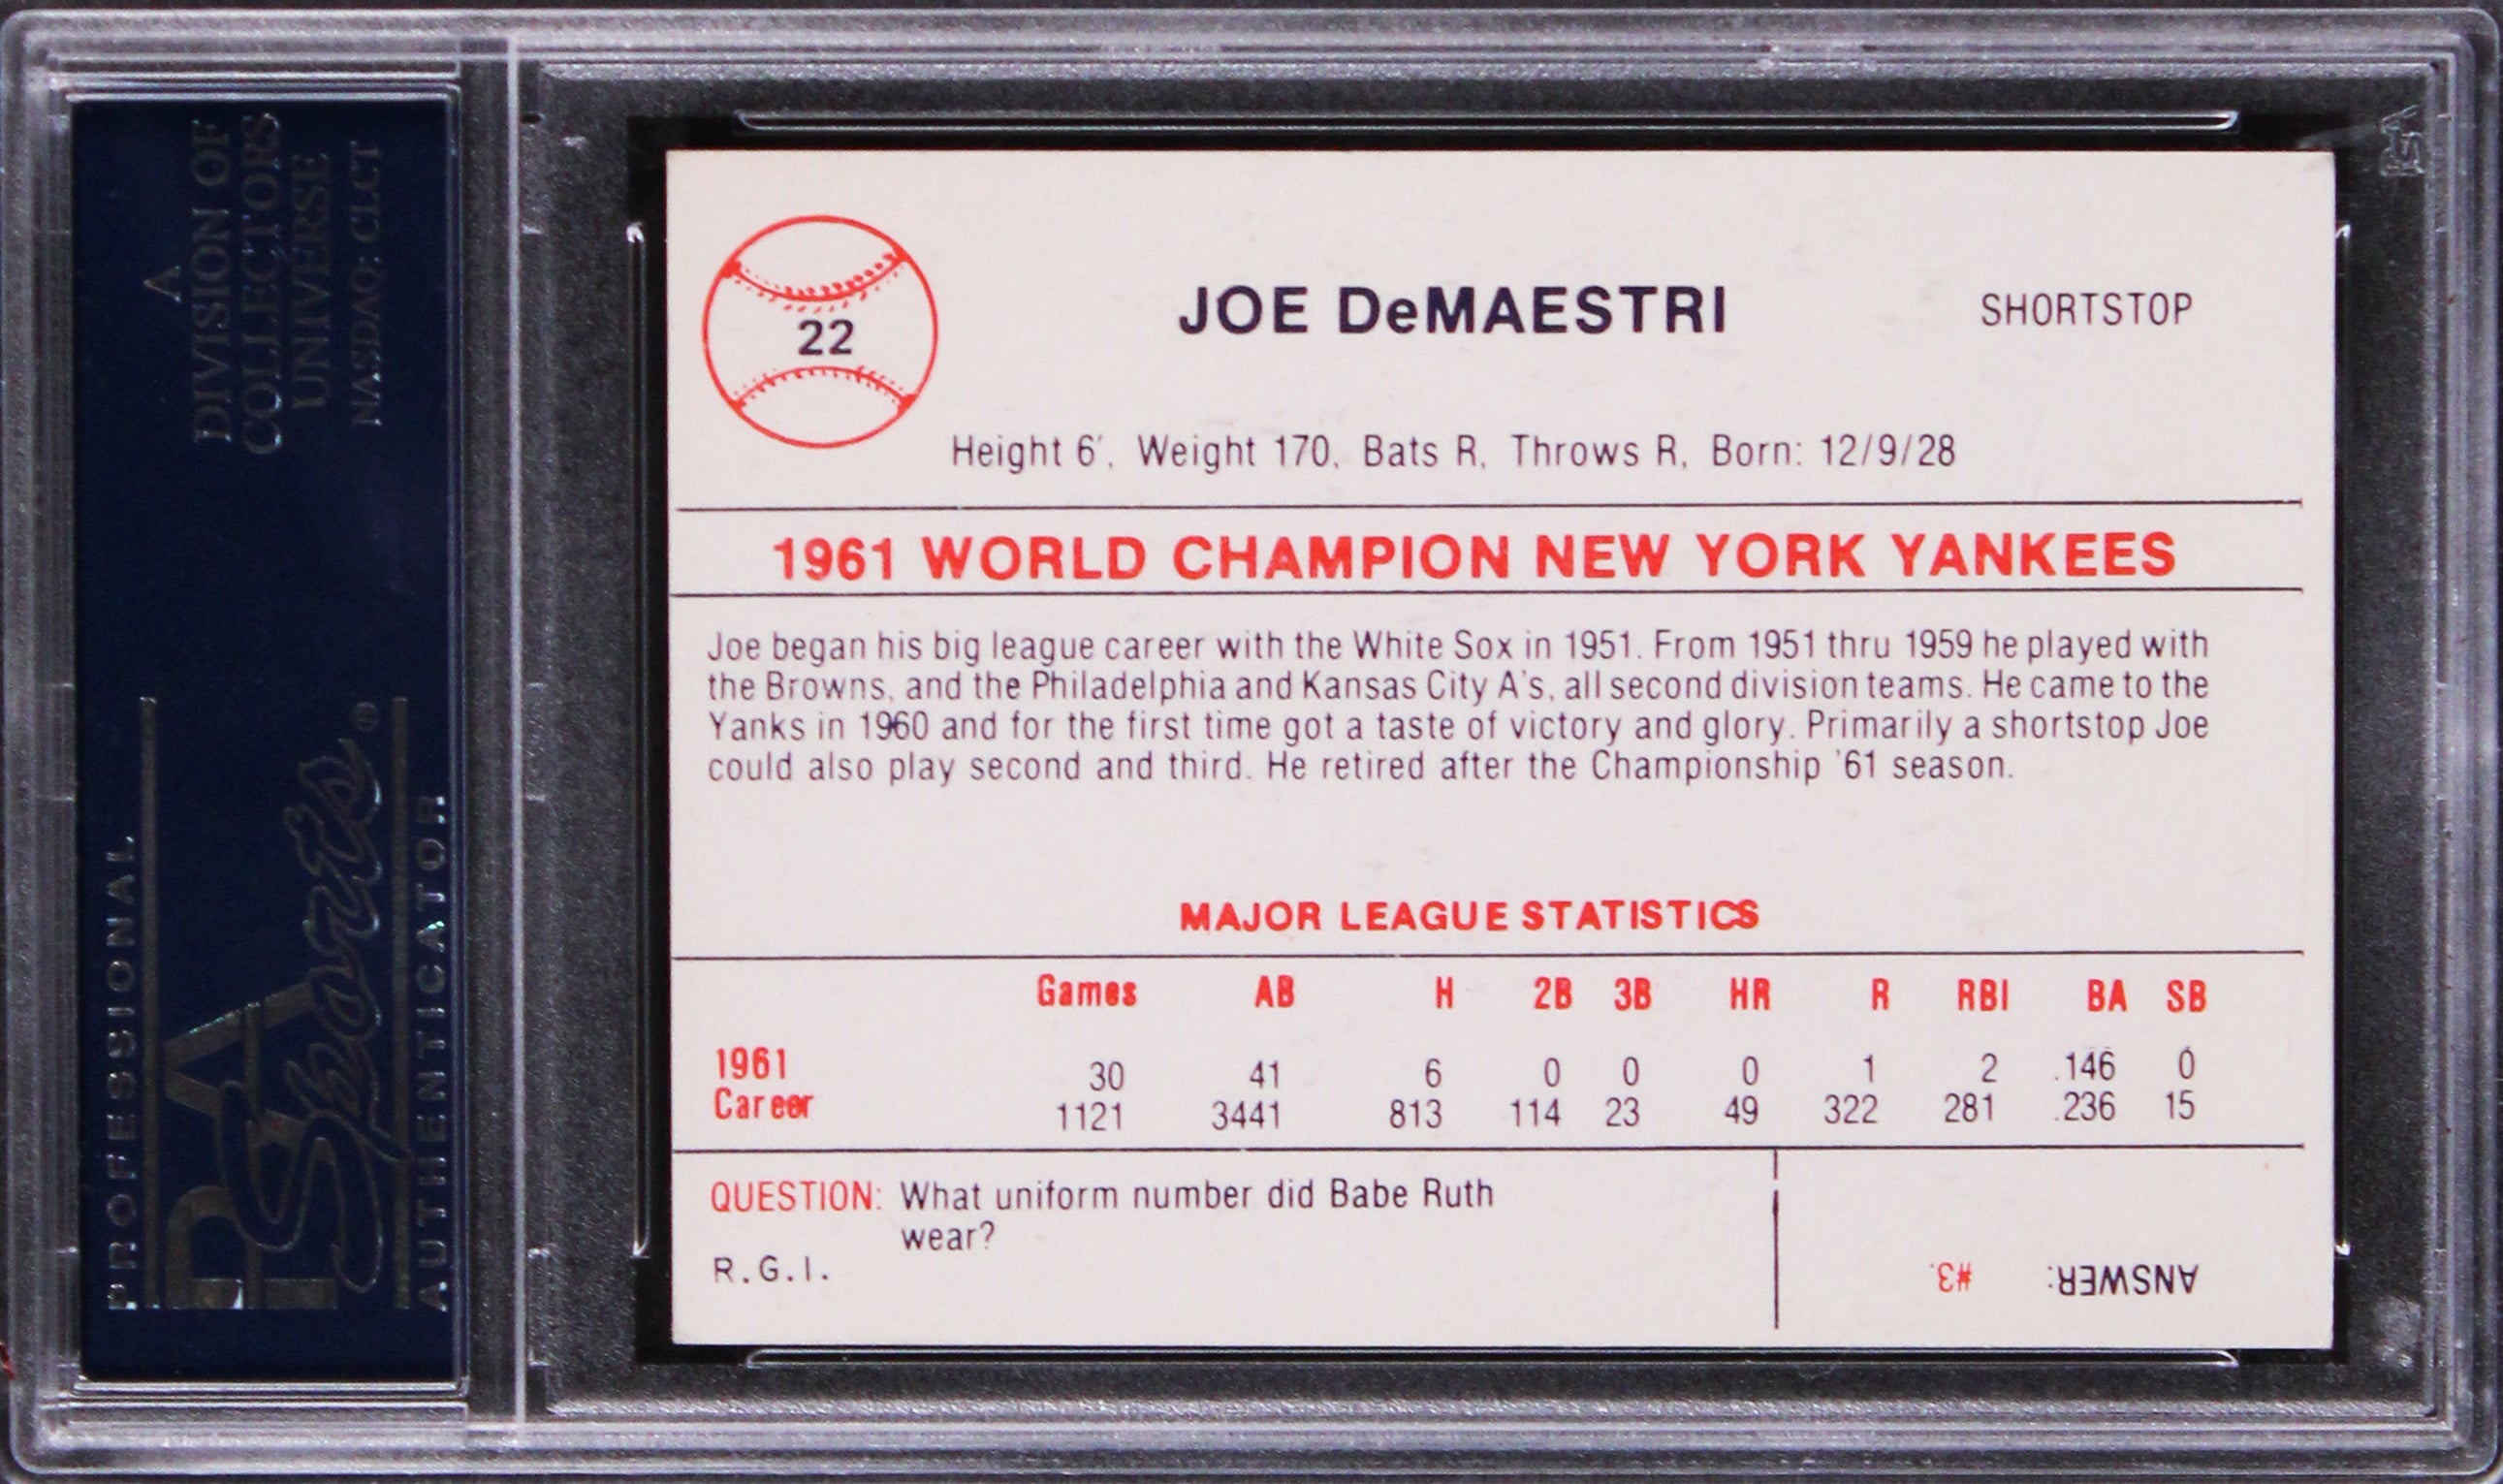 A
DIVISION OF
COLLECTORS
UNIVERSE
NASDAQ: CLCT
PROFESSIONAL
PSA
Sports®
AUTHENTICATOR
22
JOE DeMAESTRI
SHORTSTOP
Height 6', Weight 170, Bats R, Throws R, Born: 12/9/28
1961 WORLD CHAMPION NEW YORK YANKEES
Joe began his big league career with the White Sox in 1951. From 1951 thru 1959 he played with
the Browns, and the Philadelphia and Kansas City A's, all second division teams. He came to the
Yanks in 1960 and for the first time got a taste of victory and glory. Primarily a shortstop Joe
could also play second and third. He retired after the Championship '61 season.
MAJOR LEAGUE STATISTICS
Games AB H 2B 3B HR R RBI BA SB
1961 30 41 6 0 0 0 1 2 .146 0
Career 1121 3441 813 114 23 49 322 281 .236 15
QUESTION: What uniform number did Babe Ruth
wear?
R.G.I.
ANSWER: #3.